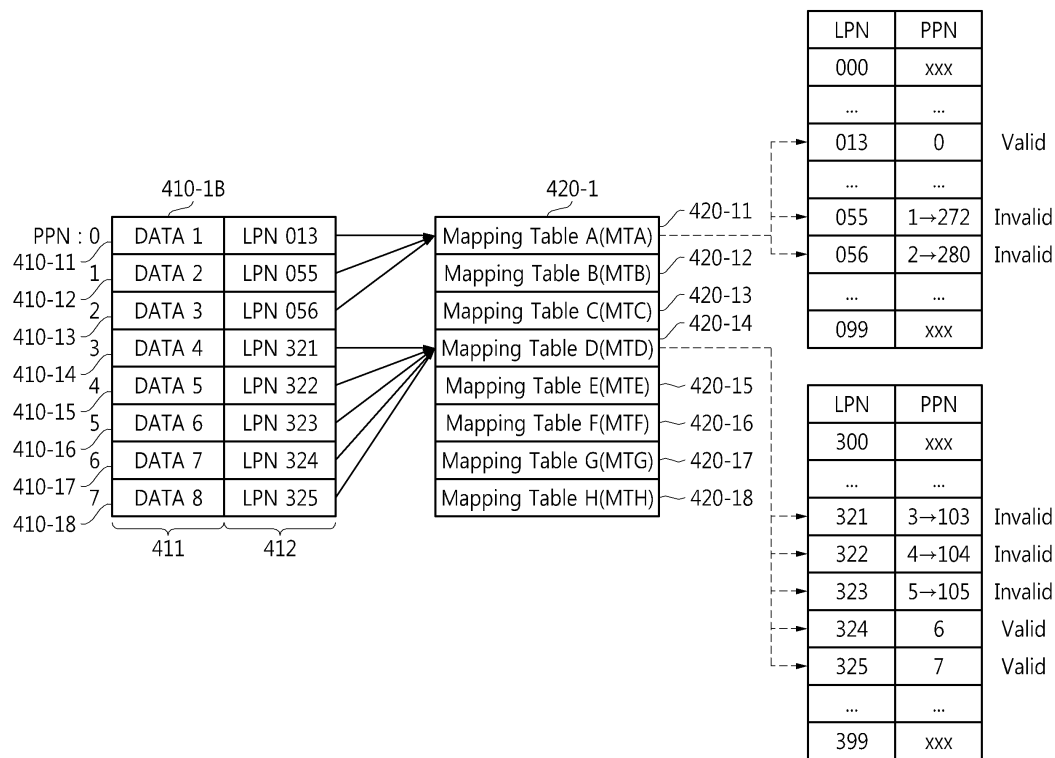 410-1B
PPN : 0 DATA 1 LPN 013
410-11
1 DATA 2 LPN 055
410-12
2 DATA 3 LPN 056
410-13
3 DATA 4 LPN 321
410-14
4 DATA 5 LPN 322
410-15
5 DATA 6 LPN 323
410-16
6 DATA 7 LPN 324
410-17
7 DATA 8 LPN 325
410-18
411 412
420-1
Mapping Table A(MTA) 420-11
Mapping Table B(MTB) 420-12
Mapping Table C(MTC) 420-13
Mapping Table D(MTD) 420-14
Mapping Table E(MTE) 420-15
Mapping Table F(MTF) 420-16
Mapping Table G(MTG) 420-17
Mapping Table H(MTH) 420-18
LPN PPN
000 xxx
... ...
013 0 Valid
... ...
055 1→272 Invalid
056 2→280 Invalid
... ...
099 xxx
LPN PPN
300 xxx
... ...
321 3→103 Invalid
322 4→104 Invalid
323 5→105 Invalid
324 6 Valid
325 7 Valid
... ...
399 xxx